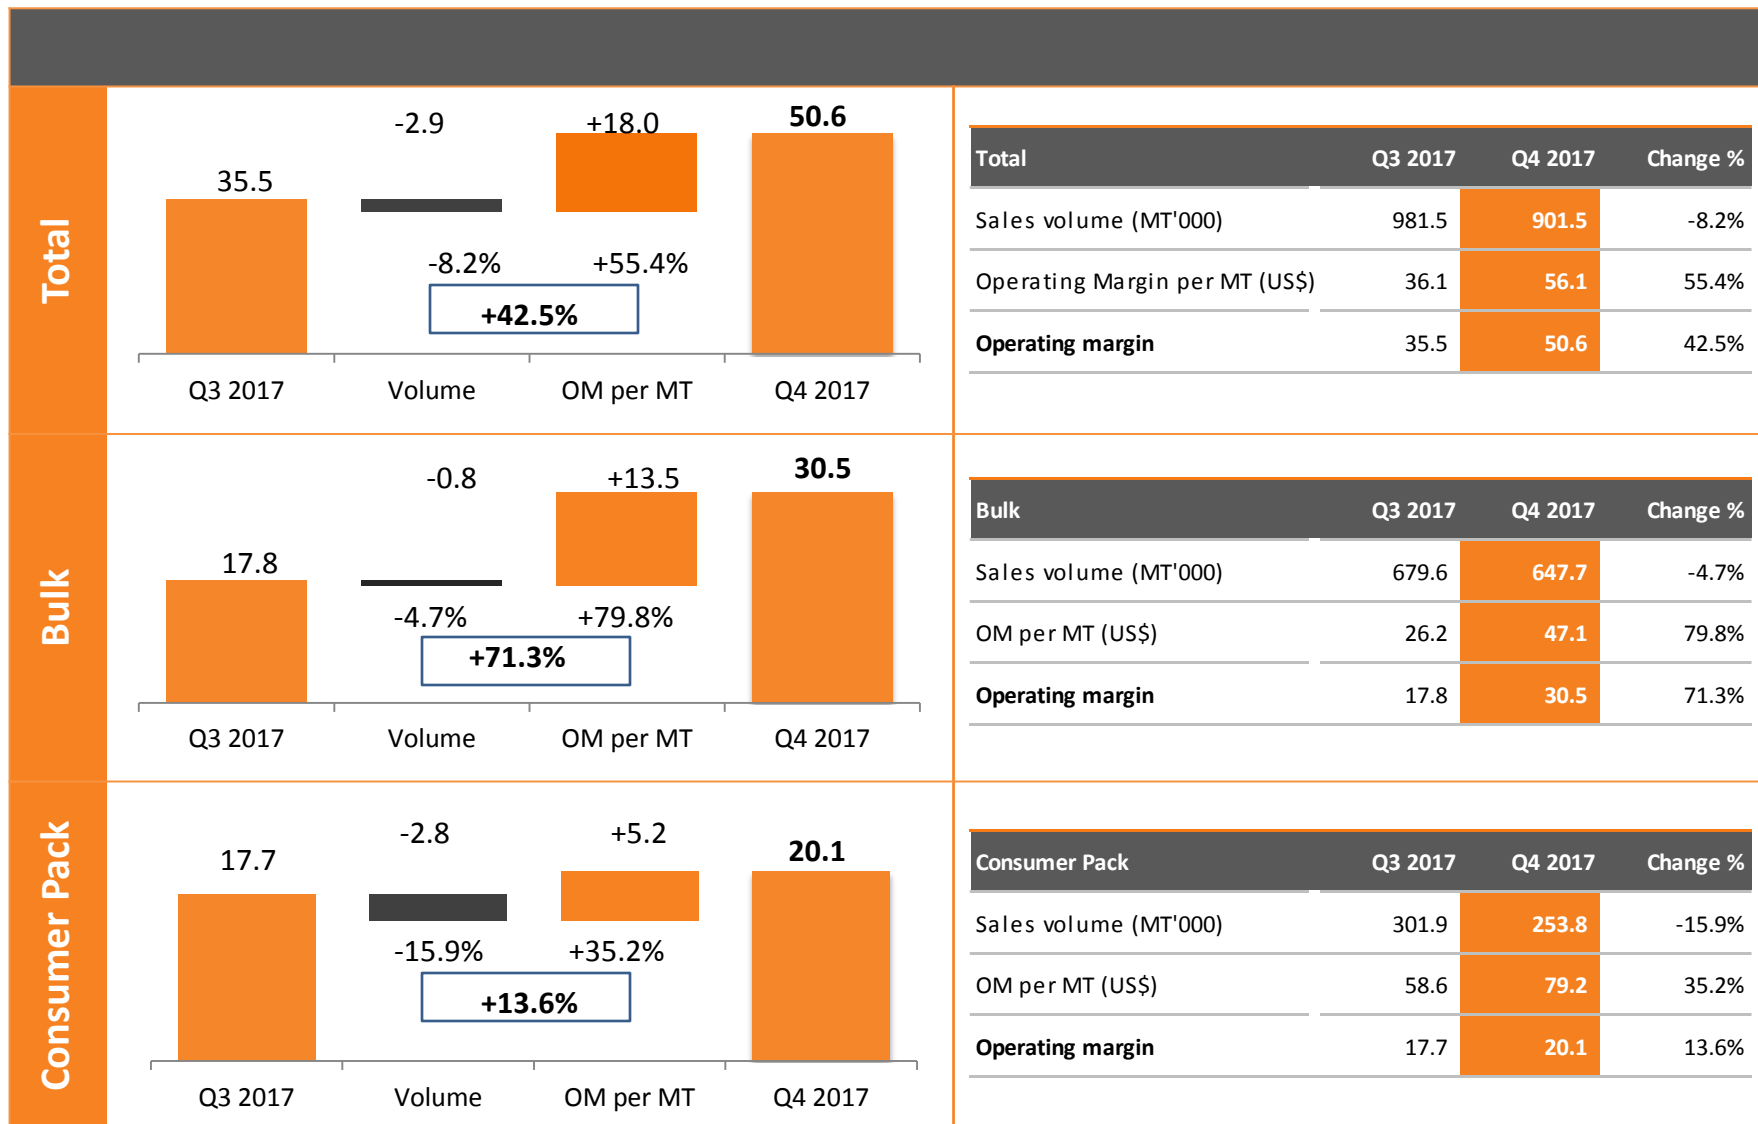 Total
-2.9
+18.0
50.6
35.5
-8.2%
+55.4%
+42.5%
Q3 2017
Volume
OM per MT
Q4 2017
Total Q3 2017 Q4 2017 Change %
Sales volume (MT'000) 981.5 901.5 -8.2%
Operating Margin per MT (US$) 36.1 56.1 55.4%
Operating margin 35.5 50.6 42.5%
Bulk
-0.8
+13.5
30.5
17.8
-4.7%
+79.8%
+71.3%
Q3 2017
Volume
OM per MT
Q4 2017
Bulk Q3 2017 Q4 2017 Change %
Sales volume (MT'000) 679.6 647.7 -4.7%
OM per MT (US$) 26.2 47.1 79.8%
Operating margin 17.8 30.5 71.3%
Consumer Pack
-2.8
+5.2
20.1
17.7
-15.9%
+35.2%
+13.6%
Q3 2017
Volume
OM per MT
Q4 2017
Consumer Pack Q3 2017 Q4 2017 Change %
Sales volume (MT'000) 301.9 253.8 -15.9%
OM per MT (US$) 58.6 79.2 35.2%
Operating margin 17.7 20.1 13.6%